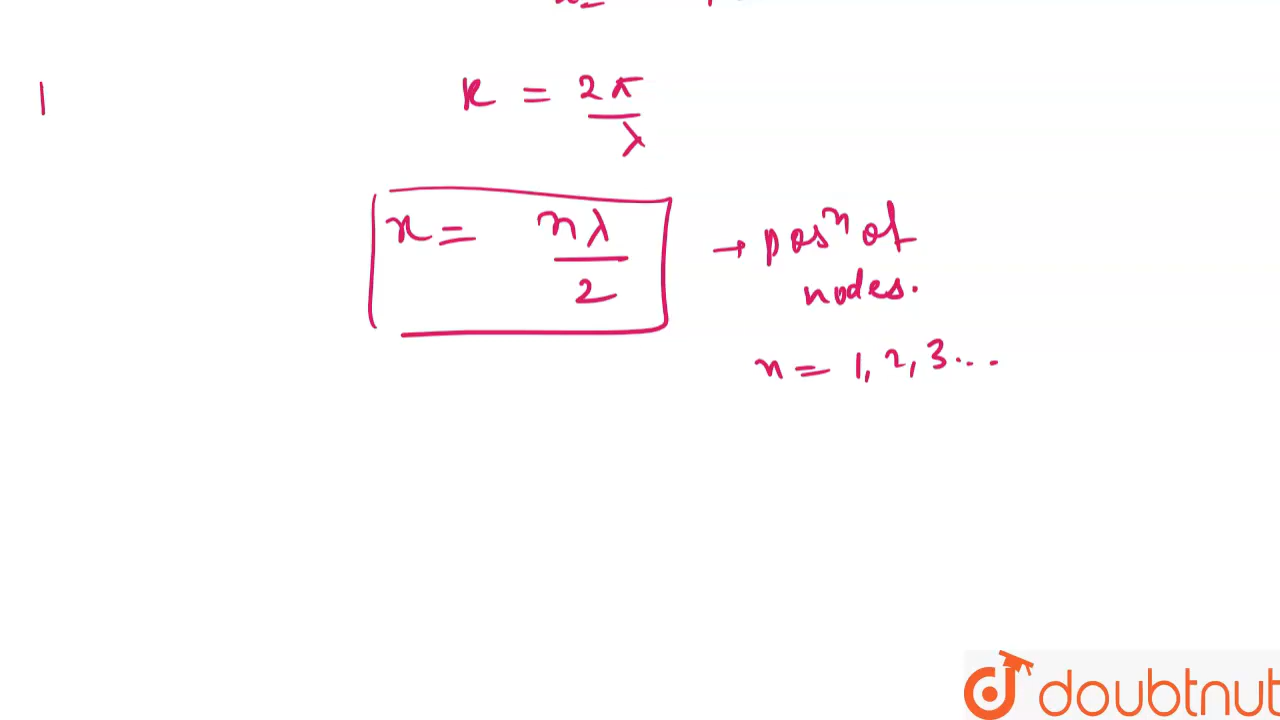 k = 2π
λ
x = nλ
2
→ posⁿ of
nodes.
n = 1, 2, 3...
doubtnut